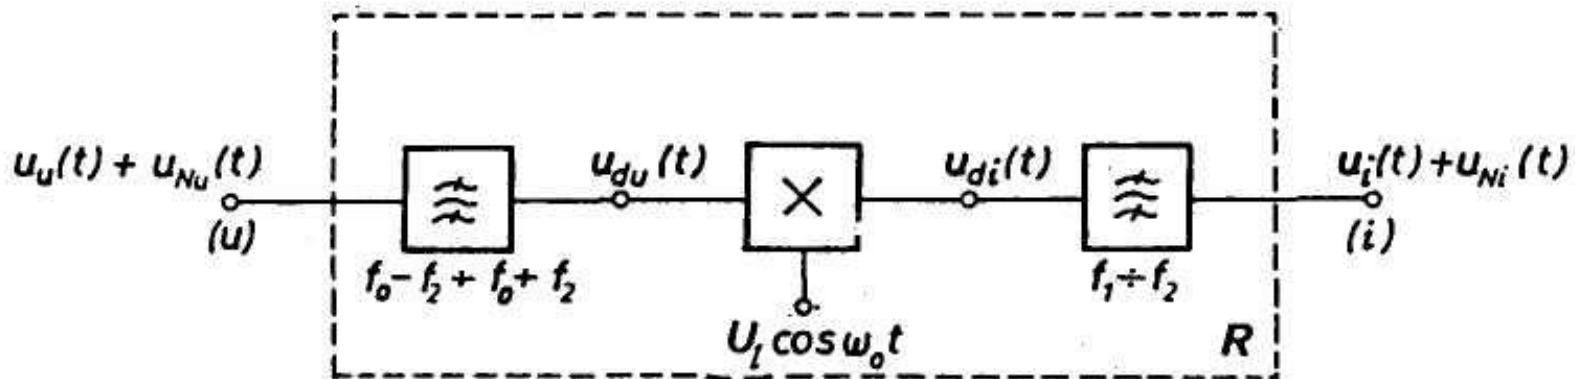 u_u(t) + u_Nu(t)
u_du(t)
×
u_di(t)
u_i(t)+u_Ni(t)
(u)
(i)
f_o-f_2 + f_o+ f_2
f_1÷f_2
U_l cos ω_o t
R